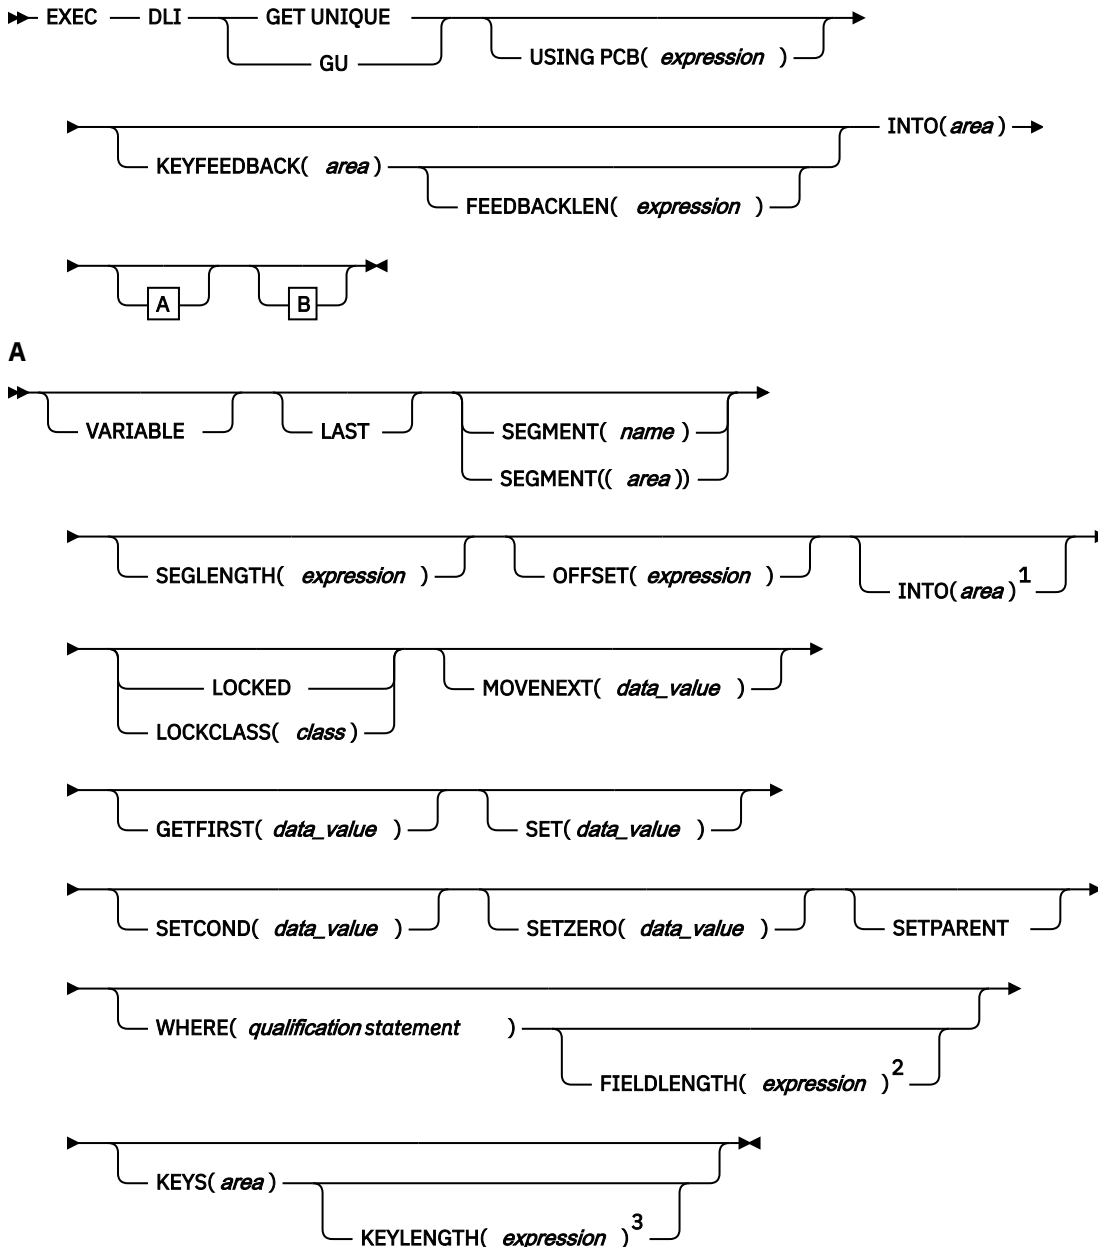 EXEC DLI GET UNIQUE
GU USING PCB( expression )
INTO(area)
KEYFEEDBACK( area )
FEEDBACKLEN( expression )
A B
A
VARIABLE LAST SEGMENT( name )
SEGMENT(( area ))
SEGLENGTH( expression ) OFFSET( expression ) INTO(area)1
LOCKED MOVENEXT( data_value )
LOCKCLASS( class )
GETFIRST( data_value ) SET( data_value )
SETCOND( data_value ) SETZERO( data_value ) SETPARENT
WHERE( qualification statement )
FIELDLENGTH( expression )2
KEYS( area )
KEYLENGTH( expression )3